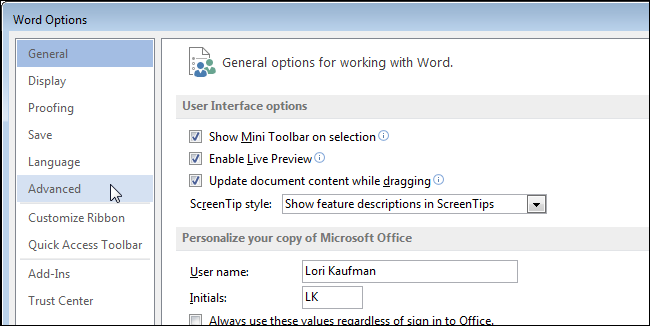 Word Options
General
Display
Proofing
Save
Language
Advanced
Customize Ribbon
Quick Access Toolbar
Add-Ins
Trust Center
General options for working with Word.
User Interface options
Show Mini Toolbar on selection
Enable Live Preview
Update document content while dragging
ScreenTip style: Show feature descriptions in ScreenTips
Personalize your copy of Microsoft Office
User name: Lori Kaufman
Initials: LK
Always use these values regardless of sign in to Office.